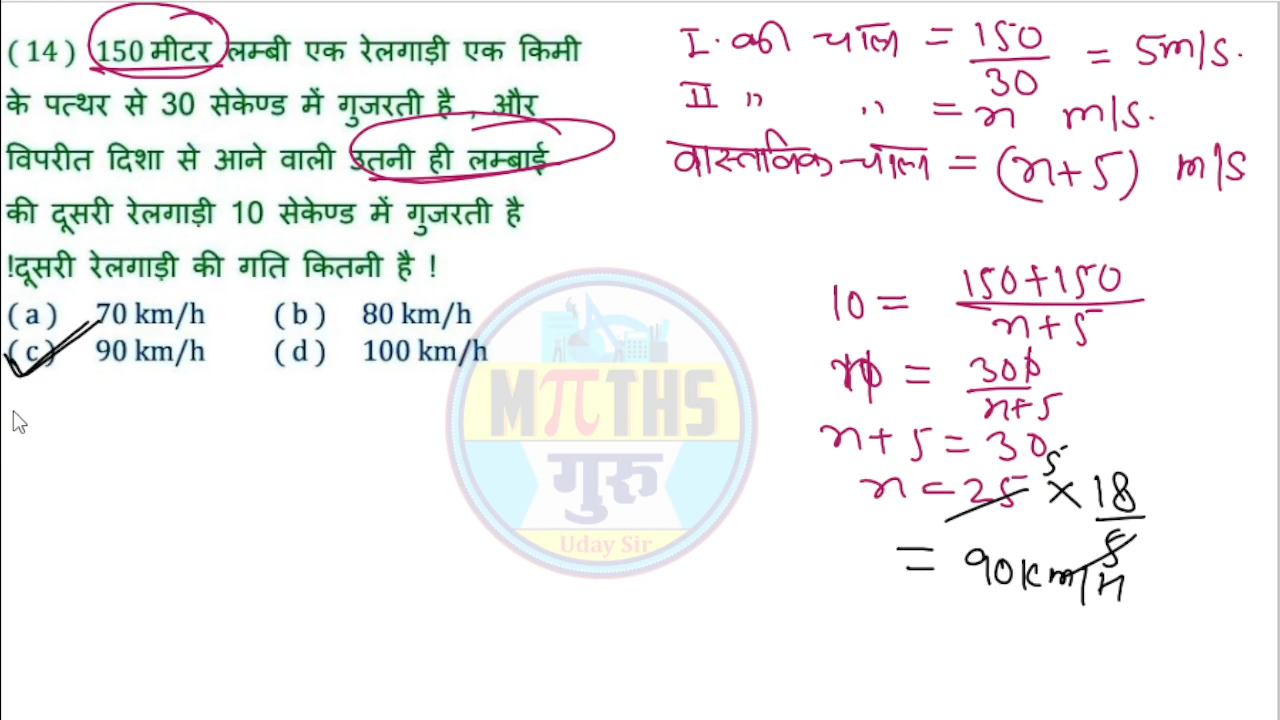 (14) 150 मीटर लम्बी एक रेलगाड़ी एक किमी
के पत्थर से 30 सेकेण्ड में गुजरती है , और
विपरीत दिशा से आने वाली उतनी ही लम्बाई
की दूसरी रेलगाड़ी 10 सेकेण्ड में गुजरती है
!दूसरी रेलगाड़ी की गति कितनी है !
(a) 70 km/h (b) 80 km/h
(c) 90 km/h (d) 100 km/h
I. की चाल = 150/30 = 5m/s.
II " " = x m/s.
वास्तविक चाल = (x+5) m/s
10 = 150+150/x+5
10 = 300/x+5
x+5 = 30
x = 25 × 18/5
5
= 90km/h
MπTHS
गुरु
Uday Sir